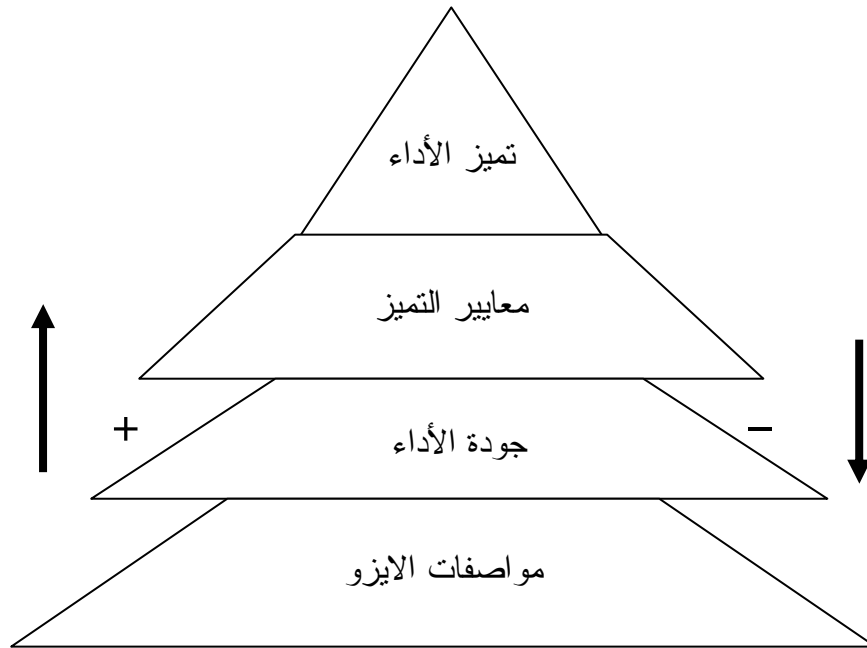 تميز الأداء
معايير التميز
+
جودة الأداء
–
مواصفات الايزو